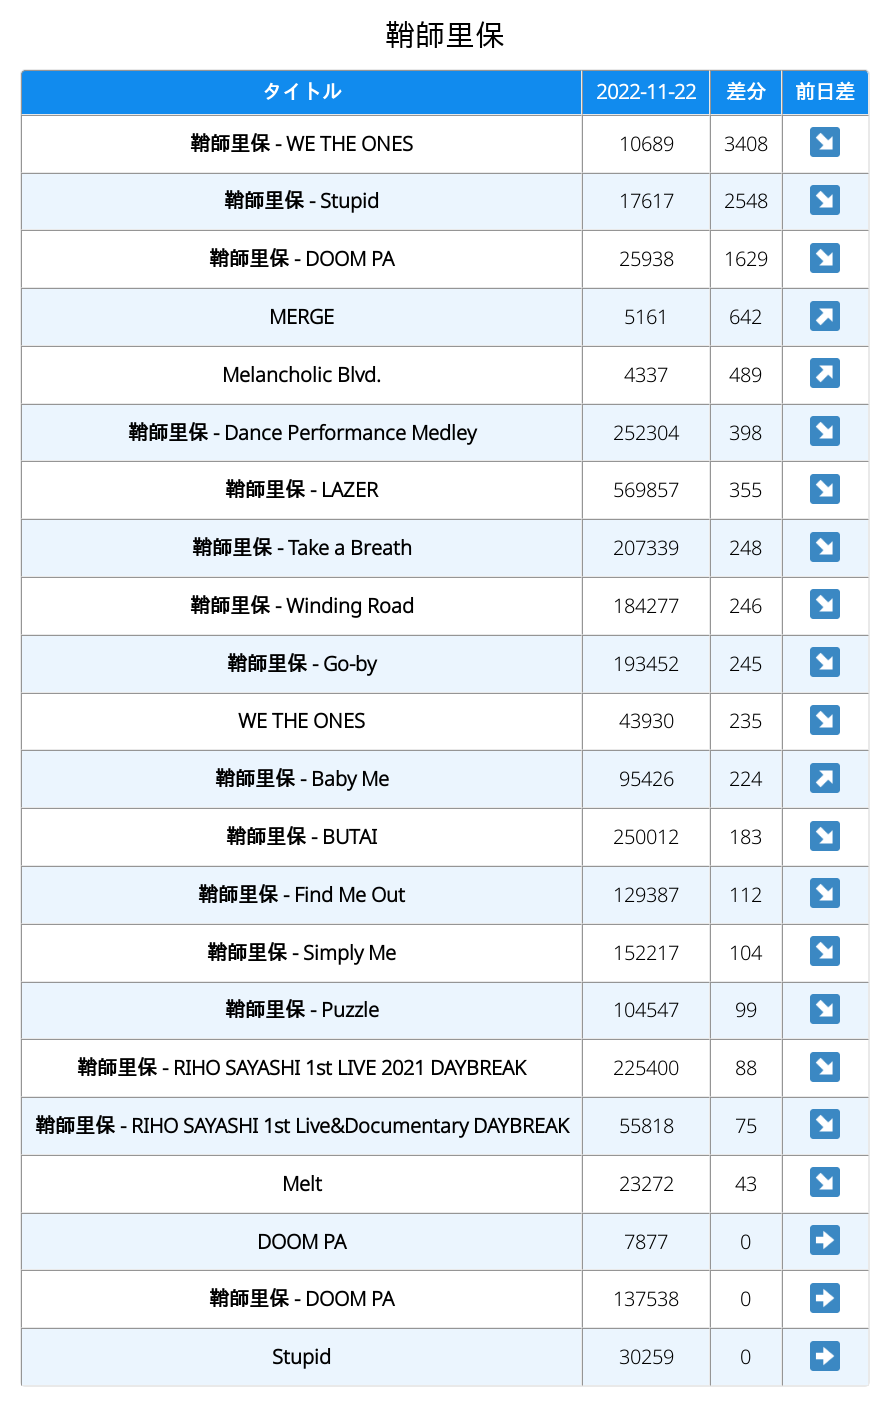 鞘師里保
タイトル 2022-11-22 差分 前日差
鞘師里保 - WE THE ONES 10689 3408 ↘
鞘師里保 - Stupid 17617 2548 ↘
鞘師里保 - DOOM PA 25938 1629 ↘
MERGE 5161 642 ↗
Melancholic Blvd. 4337 489 ↗
鞘師里保 - Dance Performance Medley 252304 398 ↘
鞘師里保 - LAZER 569857 355 ↘
鞘師里保 - Take a Breath 207339 248 ↘
鞘師里保 - Winding Road 184277 246 ↘
鞘師里保 - Go-by 193452 245 ↘
WE THE ONES 43930 235 ↘
鞘師里保 - Baby Me 95426 224 ↗
鞘師里保 - BUTAI 250012 183 ↘
鞘師里保 - Find Me Out 129387 112 ↘
鞘師里保 - Simply Me 152217 104 ↘
鞘師里保 - Puzzle 104547 99 ↘
鞘師里保 - RIHO SAYASHI 1st LIVE 2021 DAYBREAK 225400 88 ↘
鞘師里保 - RIHO SAYASHI 1st Live&Documentary DAYBREAK 55818 75 ↘
Melt 23272 43 ↘
DOOM PA 7877 0 →
鞘師里保 - DOOM PA 137538 0 →
Stupid 30259 0 →